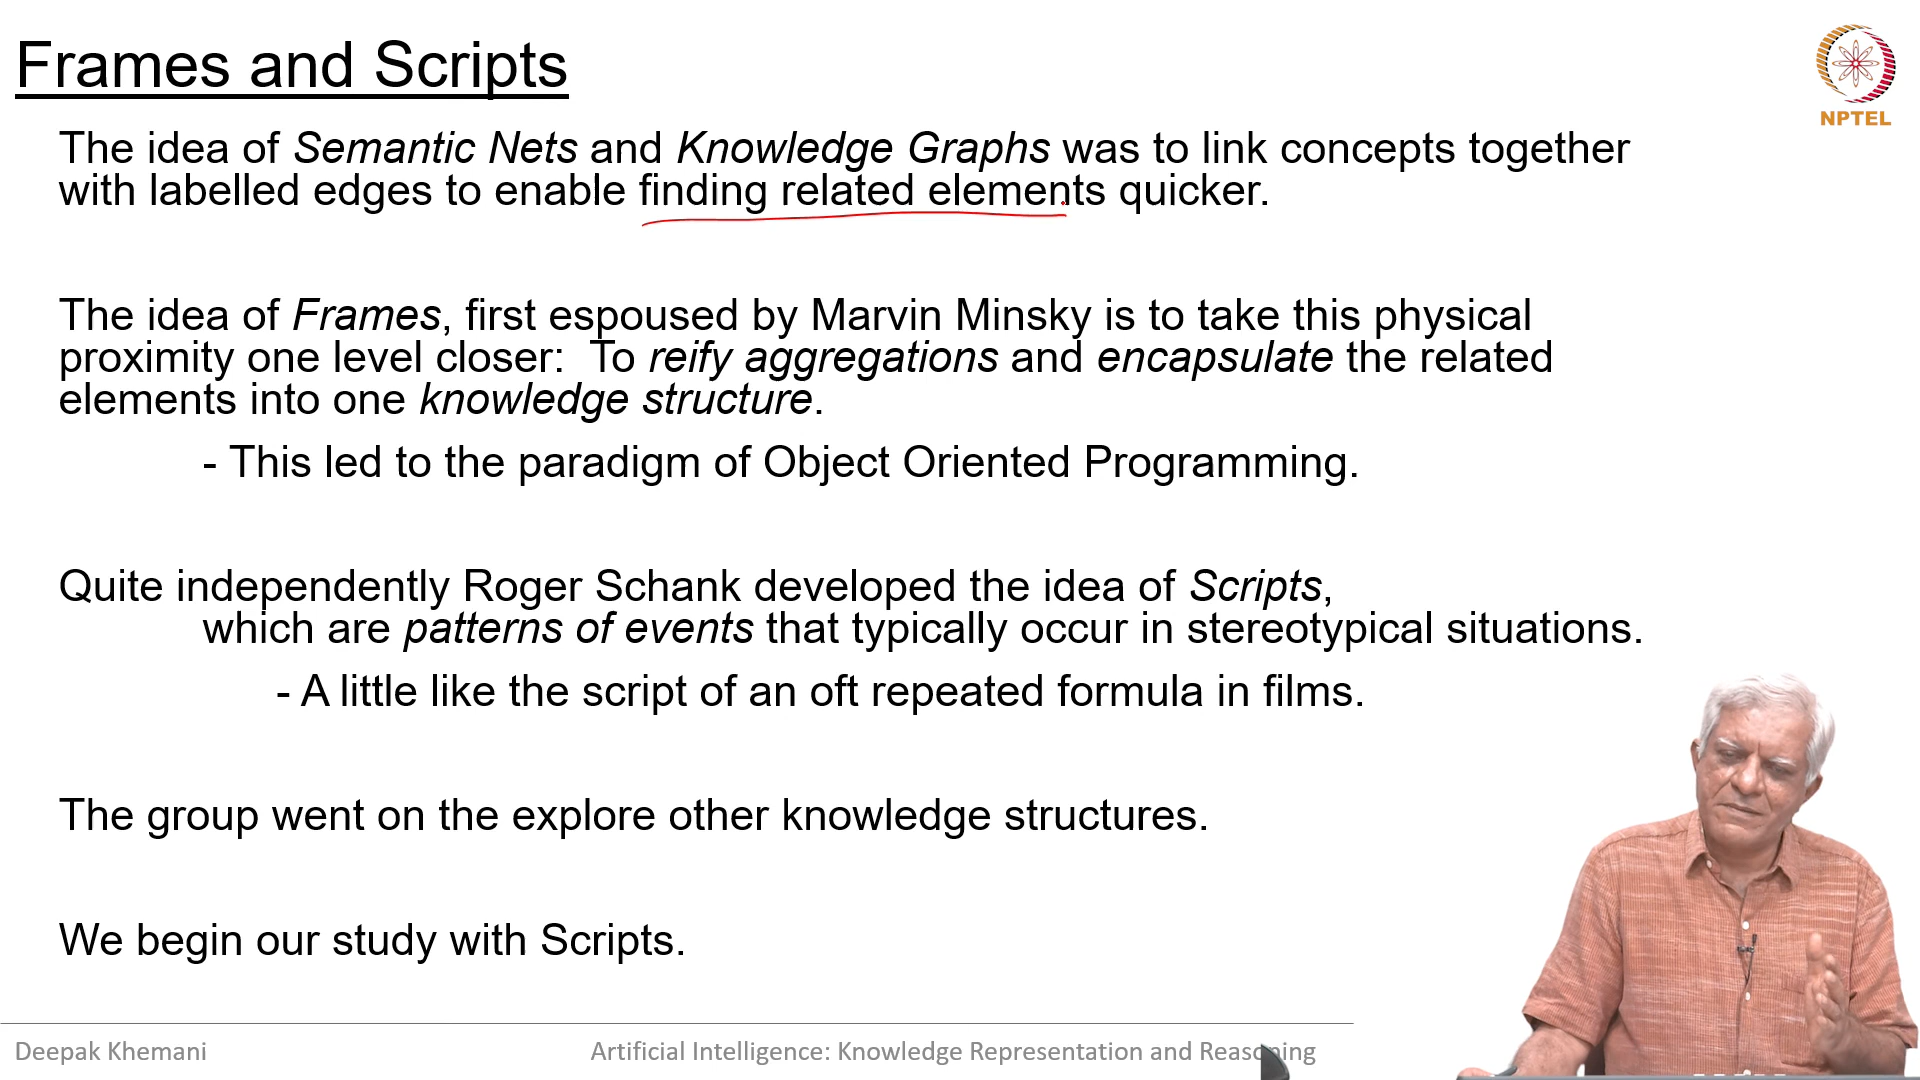 Frames and Scripts
NPTEL
The idea of Semantic Nets and Knowledge Graphs was to link concepts together
with labelled edges to enable finding related elements quicker.
The idea of Frames, first espoused by Marvin Minsky is to take this physical
proximity one level closer: To reify aggregations and encapsulate the related
elements into one knowledge structure.
- This led to the paradigm of Object Oriented Programming.
Quite independently Roger Schank developed the idea of Scripts,
which are patterns of events that typically occur in stereotypical situations.
- A little like the script of an oft repeated formula in films.
The group went on the explore other knowledge structures.
We begin our study with Scripts.
Deepak Khemani
Artificial Intelligence: Knowledge Representation and Reasoning